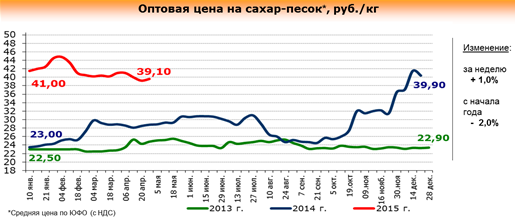 Оптовая цена на сахар-песок*, руб./кг
50
48
46
44
42
40
38
36
34
32
30
28
26
24
22
20
18
41,00
39,10
39,90
23,00
22,50
22,90
10 янв.
21 янв.
04 фев.
18 фев.
04 мар.
18 мар.
06 апр.
20 апр.
5 мая
18 мая
1 июн
15 июн
29 июн
13 июл
27 июл
10 авг
24 авг
7 сен
21 сен
5 окт
19 окт
09 ноя.
16 ноя.
30 ноя
14 дек.
28 дек.
2013 г.
2014 г.
2015 г.
Изменение:
за неделю
+ 1,0%
с начала
года
- 2,0%
*Средняя цена по ЮФО (с НДС)